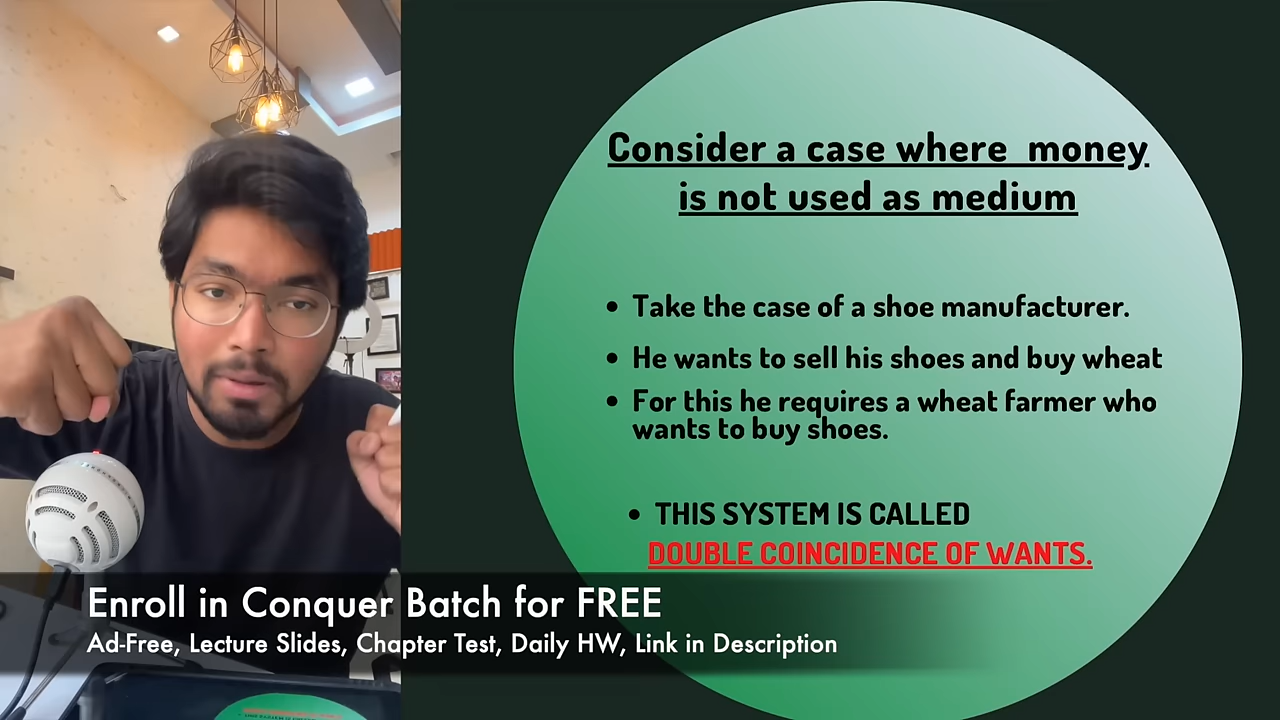 Consider a case where money
is not used as medium
• Take the case of a shoe manufacturer.
• He wants to sell his shoes and buy wheat
• For this he requires a wheat farmer who
wants to buy shoes.
• THIS SYSTEM IS CALLED
DOUBLE COINCIDENCE OF WANTS.
Enroll in Conquer Batch for FREE
Ad-Free, Lecture Slides, Chapter Test, Daily HW, Link in Description